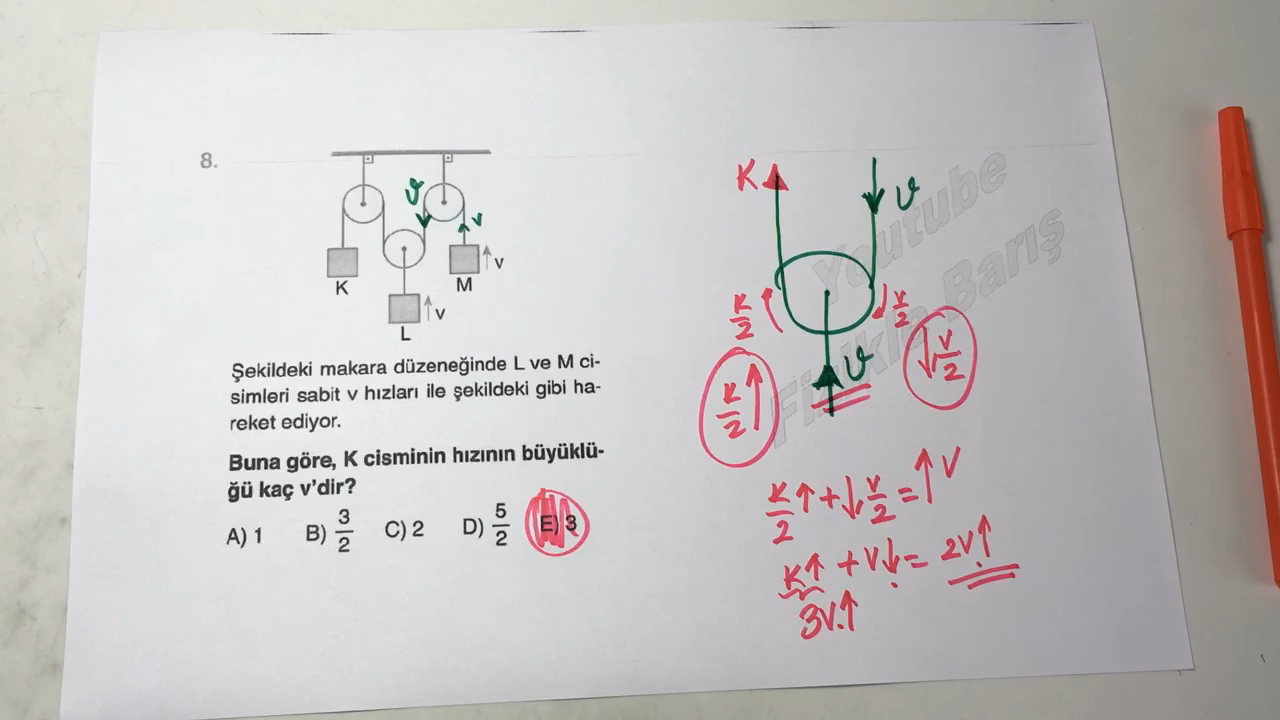 8.
ϑ
v
K
M
v
L
v
Şekildeki makara düzeneğinde L ve M ci-
simleri sabit v hızları ile şekildeki gibi ha-
reket ediyor.
Buna göre, K cisminin hızının büyüklü-
ğü kaç v'dir?
A) 1 B) 3/2 C) 2 D) 5/2 E) 3
K
ϑ
K/2
v/2
ϑ
K/2 ↑
↓ v/2
K/2 ↑ + ↓ v/2 = ↑ V
K↑ + V↓ = 2V↑
3V↑
Youtube
Fizikle Barış